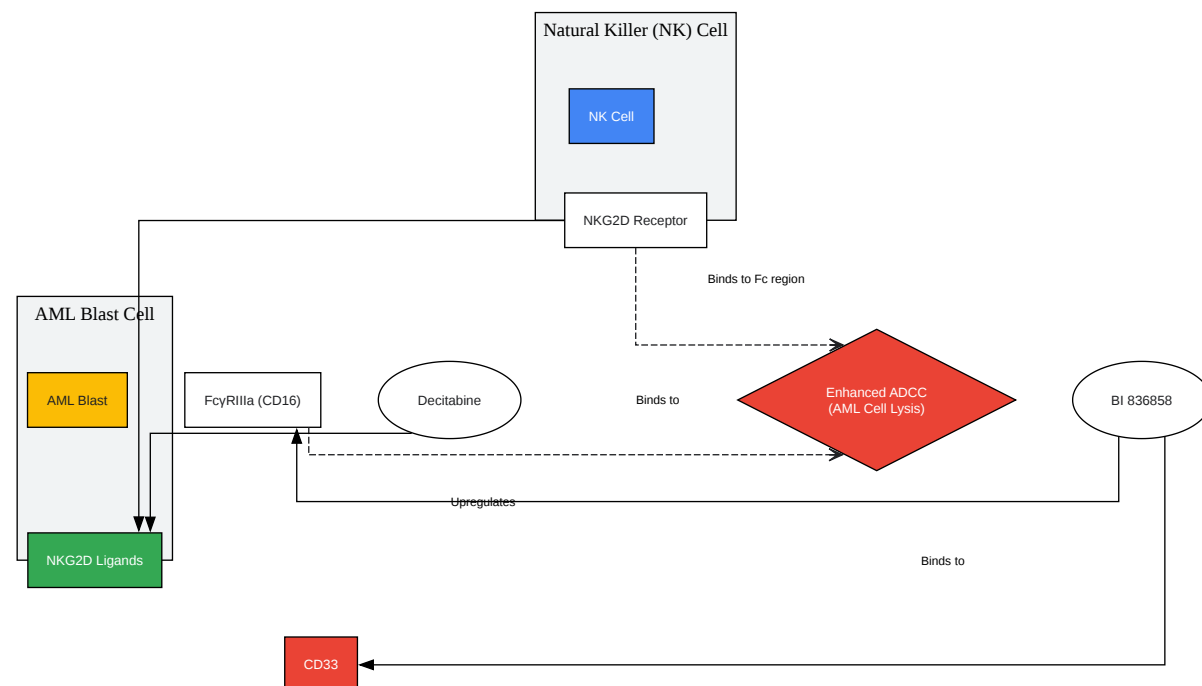 Natural Killer (NK) Cell
NK Cell
NKG2D Receptor
Binds to Fc region
AML Blast Cell
AML Blast
FcγRIIIa (CD16)
Decitabine
Binds to
Enhanced ADCC
(AML Cell Lysis)
BI 836858
Upregulates
NKG2D Ligands
Binds to
CD33